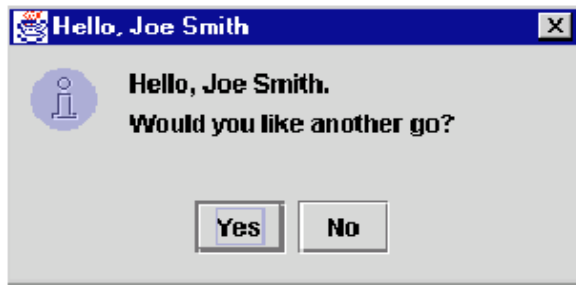 Hello, Joe Smith
Hello, Joe Smith.
Would you like another go?
Yes No